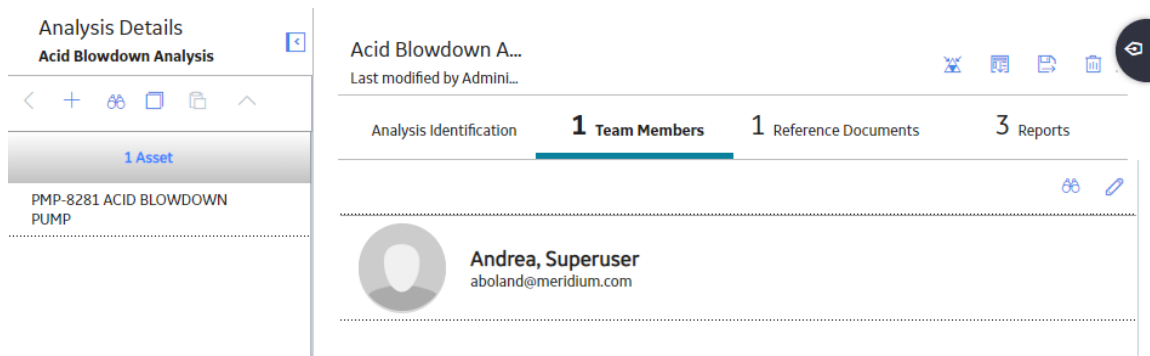 Analysis Details
Acid Blowdown Analysis
1 Asset
PMP-8281 ACID BLOWDOWN
PUMP
Acid Blowdown A...
Last modified by Admini...
Analysis Identification
1 Team Members
1 Reference Documents
3 Reports
Andrea, Superuser
aboland@meridium.com